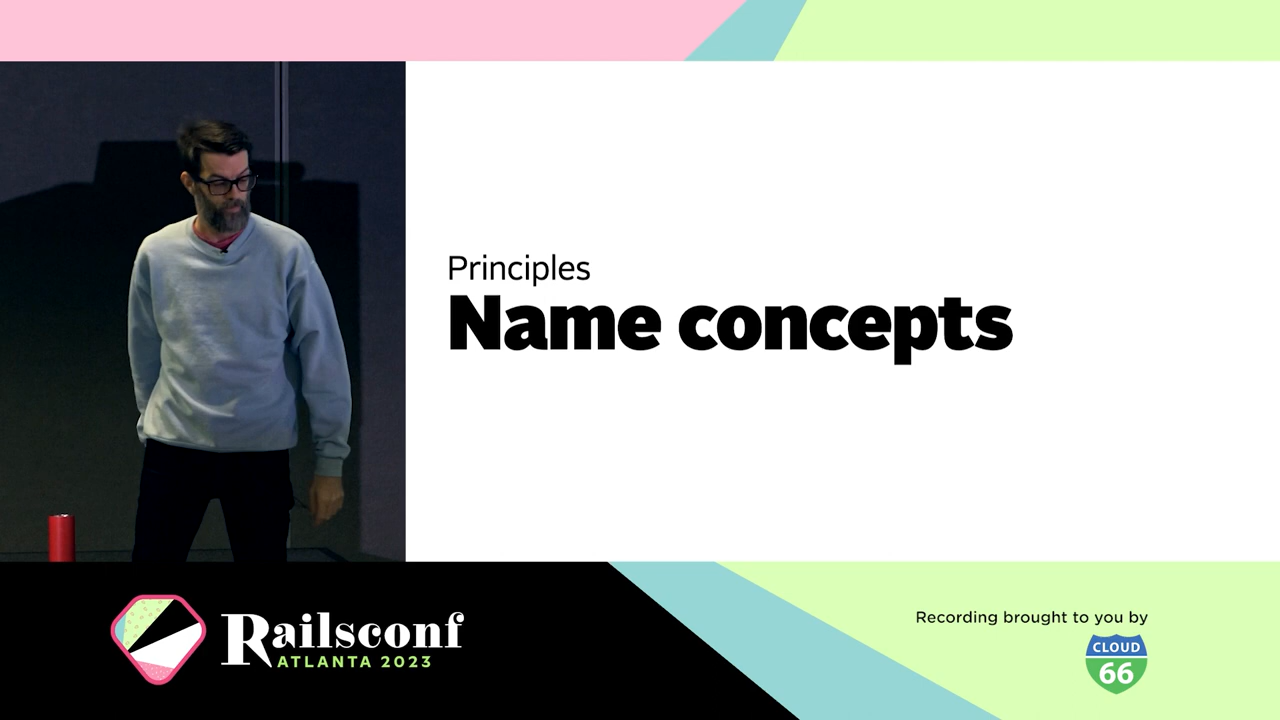 Principles
Name concepts
Railsconf
ATLANTA 2023
Recording brought to you by
CLOUD
66